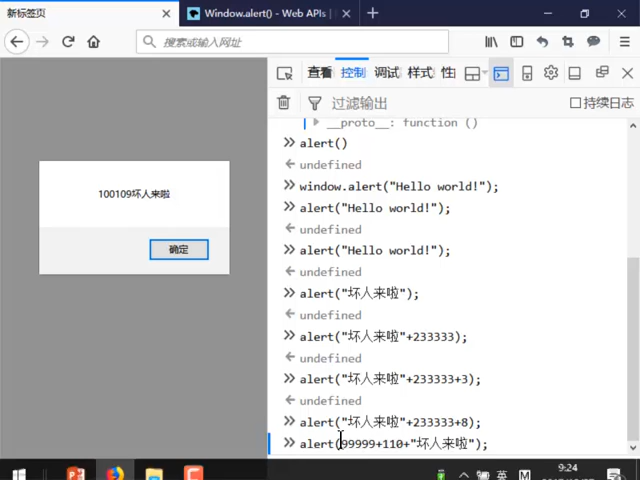 新标签页
Window.alert() - Web APIs |
搜索或输入网址
查看 控制 调试 样式 性
过滤输出
持续日志
__proto__: function ()
alert()
undefined
window.alert("Hello world!");
alert("Hello world!");
undefined
alert("Hello world!");
undefined
alert("坏人来啦");
undefined
alert("坏人来啦"+233333);
undefined
alert("坏人来啦"+233333+3);
undefined
alert("坏人来啦"+233333+8);
alert(99999+110+"坏人来啦");
100109坏人来啦
确定
英
9:24